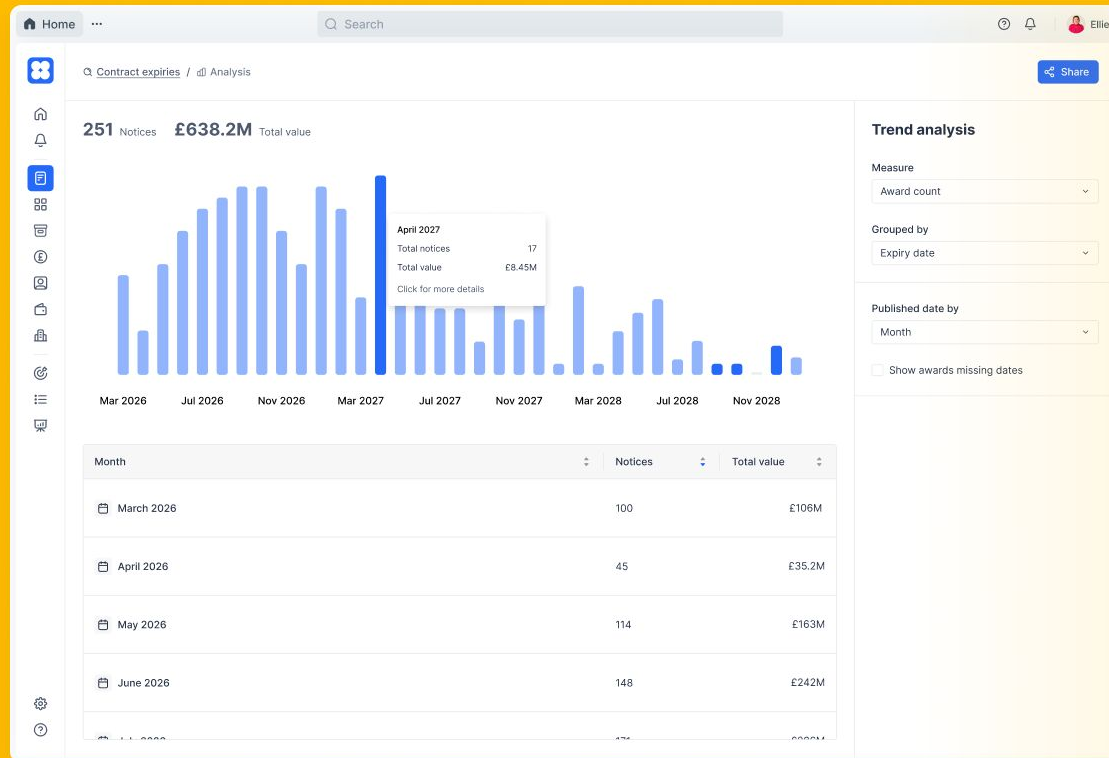 Home ···
Search
Ellie
Contract expiries / Analysis
Share
251 Notices £638.2M Total value
April 2027
Total notices 17
Total value £8.45M
Click for more details
Mar 2026 Jul 2026 Nov 2026 Mar 2027 Jul 2027 Nov 2027 Mar 2028 Jul 2028 Nov 2028
Trend analysis
Measure
Award count
Grouped by
Expiry date
Published date by
Month
Show awards missing dates
Month Notices Total value
March 2026 100 £106M
April 2026 45 £35.2M
May 2026 114 £163M
June 2026 148 £242M